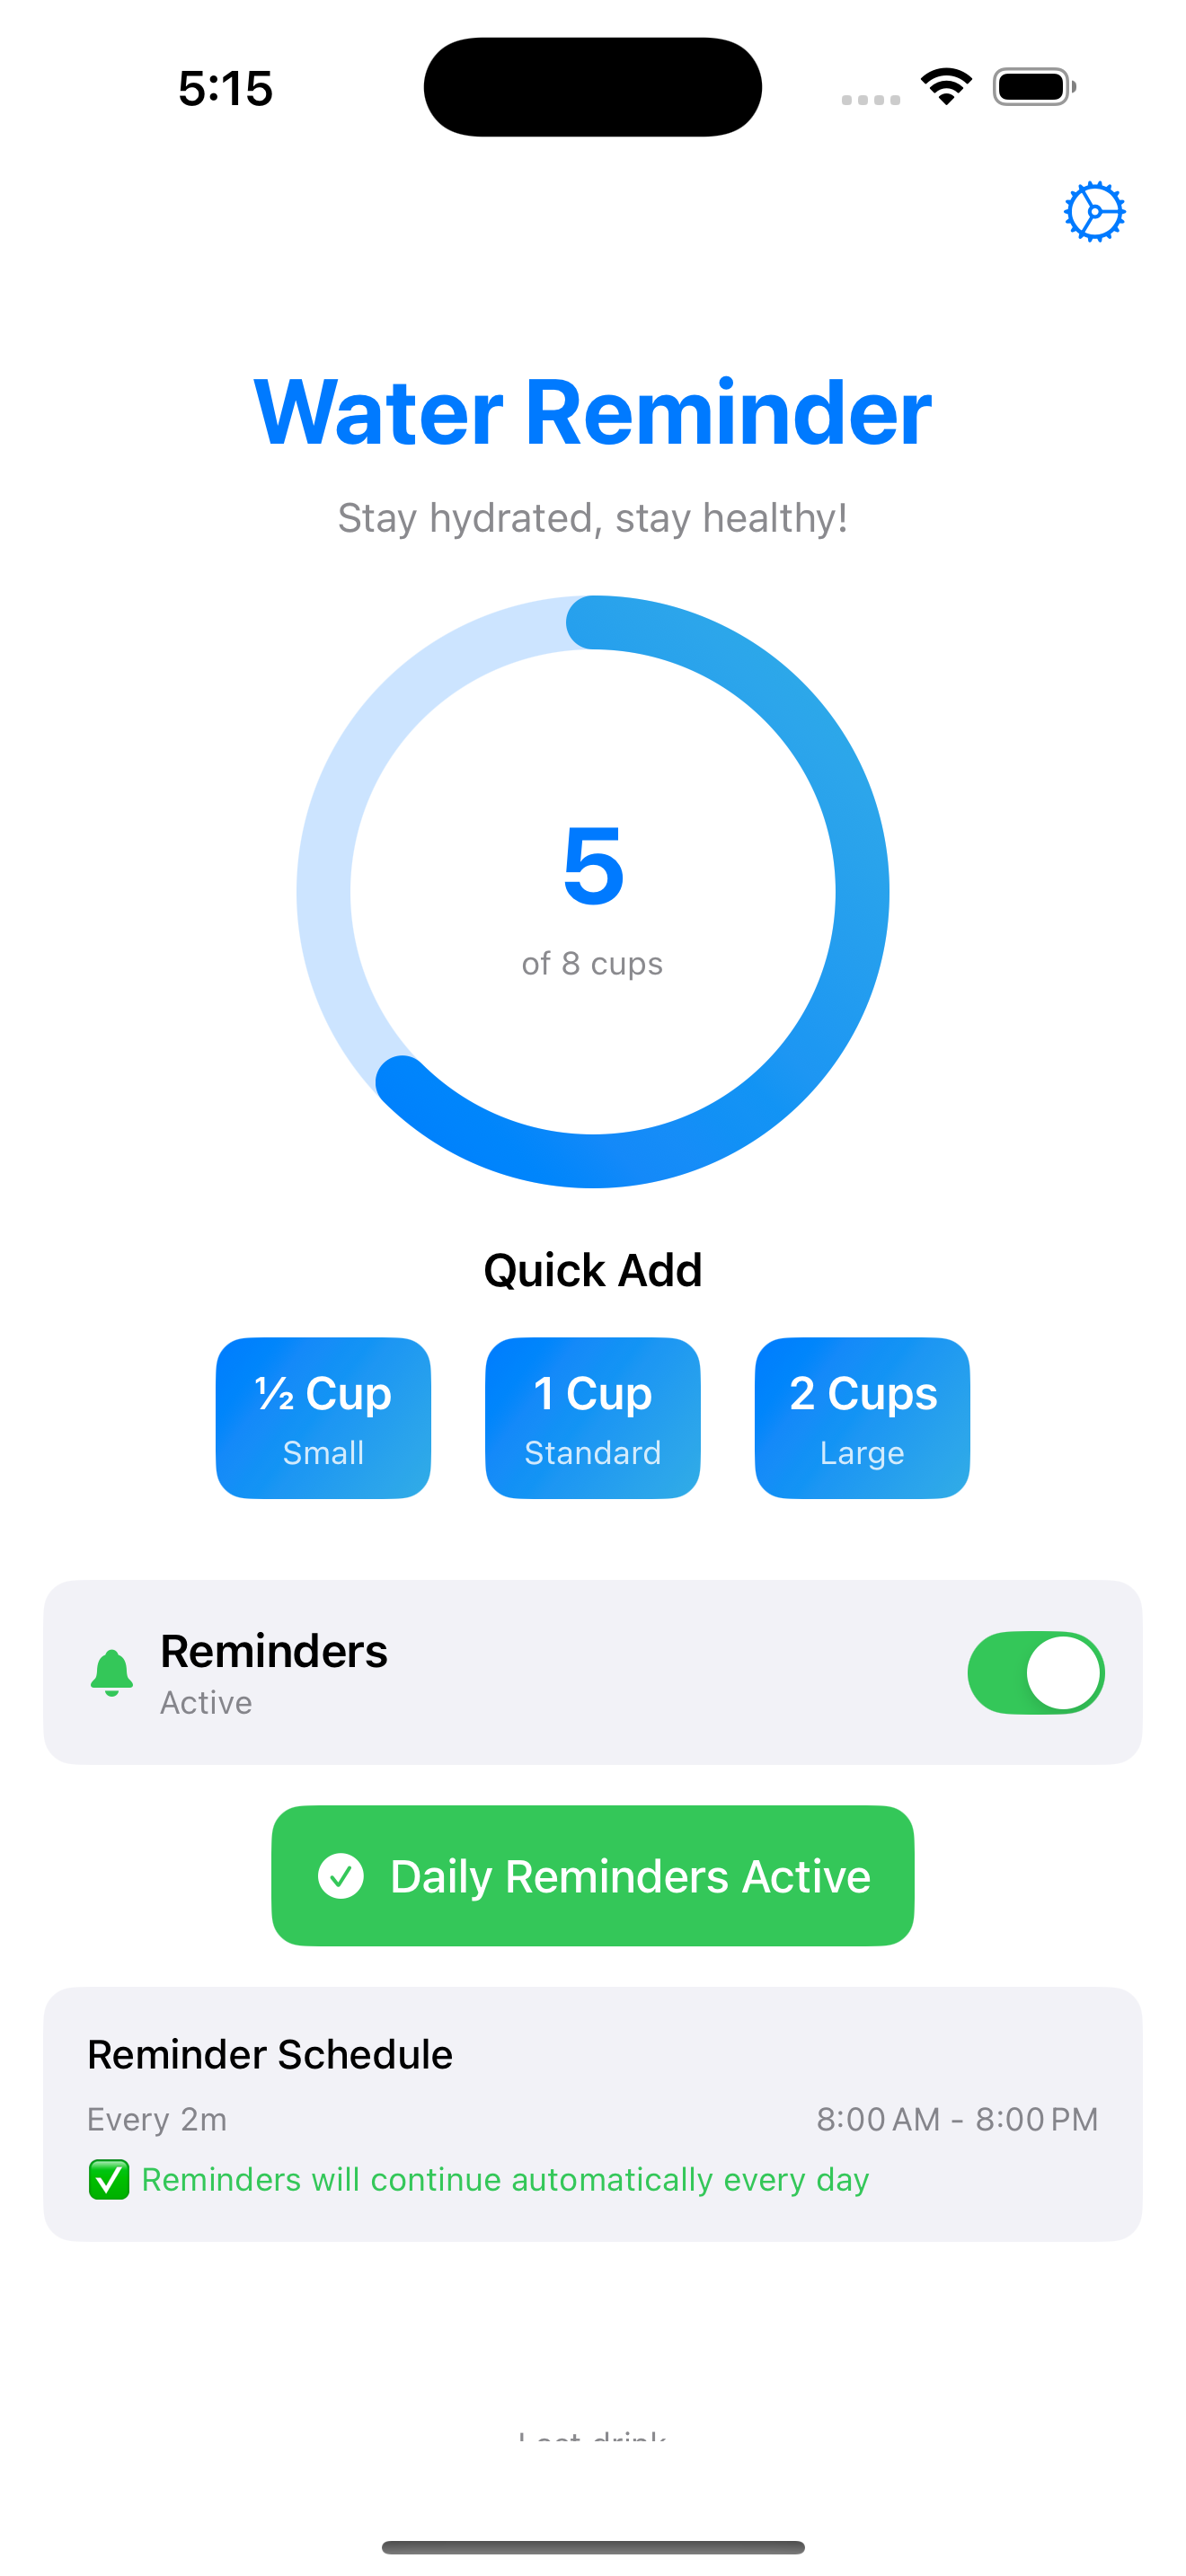 5:15
Water Reminder
Stay hydrated, stay healthy!
5
of 8 cups
Quick Add
½ Cup
Small
1 Cup
Standard
2 Cups
Large
Reminders
Active
Daily Reminders Active
Reminder Schedule
Every 2m
8:00 AM - 8:00 PM
Reminders will continue automatically every day
Last drink